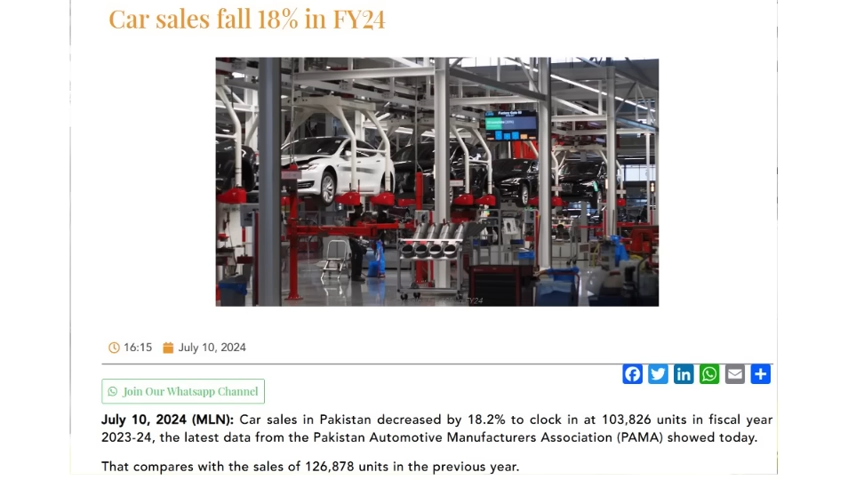 Car sales fall 18% in FY24
FY24
16:15 July 10, 2024
Join Our Whatsapp Channel
July 10, 2024 (MLN): Car sales in Pakistan decreased by 18.2% to clock in at 103,826 units in fiscal year
2023-24, the latest data from the Pakistan Automotive Manufacturers Association (PAMA) showed today.
That compares with the sales of 126,878 units in the previous year.